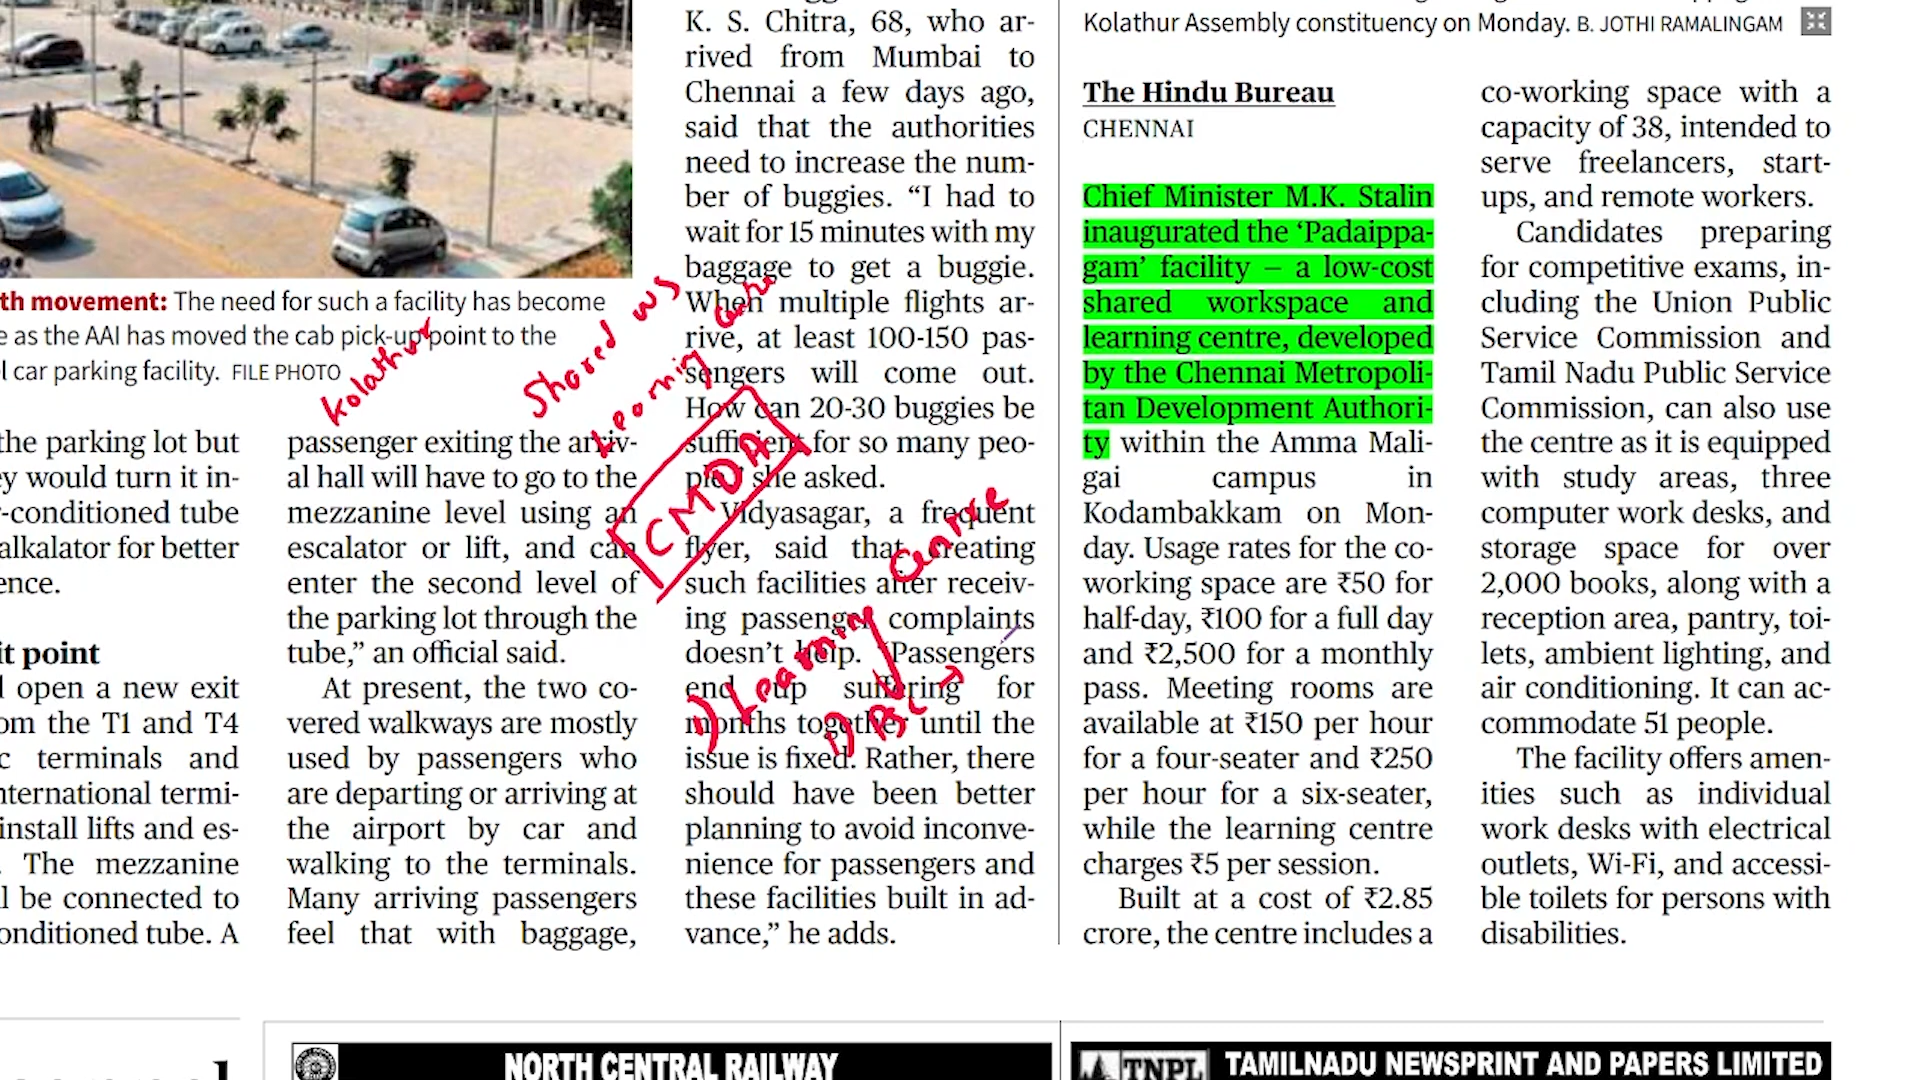 th movement: The need for such a facility has become
e as the AAI has moved the cab pick-up point to the
l car parking facility. FILE PHOTO
the parking lot but
ey would turn it in-
r-conditioned tube
alkalator for better
ence.
it point
l open a new exit
om the T1 and T4
c terminals and
nternational termi-
install lifts and es-
. The mezzanine
l be connected to
onditioned tube. A
passenger exiting the arriv-
al hall will have to go to the
mezzanine level using an
escalator or lift, and can
enter the second level of
the parking lot through the
tube,” an official said.
At present, the two co-
vered walkways are mostly
used by passengers who
are departing or arriving at
the airport by car and
walking to the terminals.
Many arriving passengers
feel that with baggage,
K. S. Chitra, 68, who ar-
rived from Mumbai to
Chennai a few days ago,
said that the authorities
need to increase the num-
ber of buggies. “I had to
wait for 15 minutes with my
baggage to get a buggie.
When multiple flights ar-
rive, at least 100-150 pas-
sengers will come out.
How can 20-30 buggies be
sufficient for so many peo-
ple,” she asked.
Vidyasagar, a frequent
flyer, said that creating
such facilities after receiv-
ing passenger complaints
doesn’t help. “Passengers
end up suffering for
months together until the
issue is fixed. Rather, there
should have been better
planning to avoid inconve-
nience for passengers and
these facilities built in ad-
vance,” he adds.
Kolathur
Shared WS
Learning
CMDA
1) Learning Centre
Kolathur Assembly constituency on Monday. B. JOTHI RAMALINGAM
The Hindu Bureau
CHENNAI
Chief Minister M.K. Stalin
inaugurated the ‘Padaippa-
gam’ facility – a low-cost
shared workspace and
learning centre, developed
by the Chennai Metropoli-
tan Development Authori-
ty within the Amma Mali-
gai campus in
Kodambakkam on Mon-
day. Usage rates for the co-
working space are ₹50 for
half-day, ₹100 for a full day
and ₹2,500 for a monthly
pass. Meeting rooms are
available at ₹150 per hour
for a four-seater and ₹250
per hour for a six-seater,
while the learning centre
charges ₹5 per session.
Built at a cost of ₹2.85
crore, the centre includes a
co-working space with a
capacity of 38, intended to
serve freelancers, start-
ups, and remote workers.
Candidates preparing
for competitive exams, in-
cluding the Union Public
Service Commission and
Tamil Nadu Public Service
Commission, can also use
the centre as it is equipped
with study areas, three
computer work desks, and
storage space for over
2,000 books, along with a
reception area, pantry, toi-
lets, ambient lighting, and
air conditioning. It can ac-
commodate 51 people.
The facility offers amen-
ities such as individual
work desks with electrical
outlets, Wi-Fi, and accessi-
ble toilets for persons with
disabilities.
NORTH CENTRAL RAILWAY
TNPL
TAMILNADU NEWSPRINT AND PAPERS LIMITED